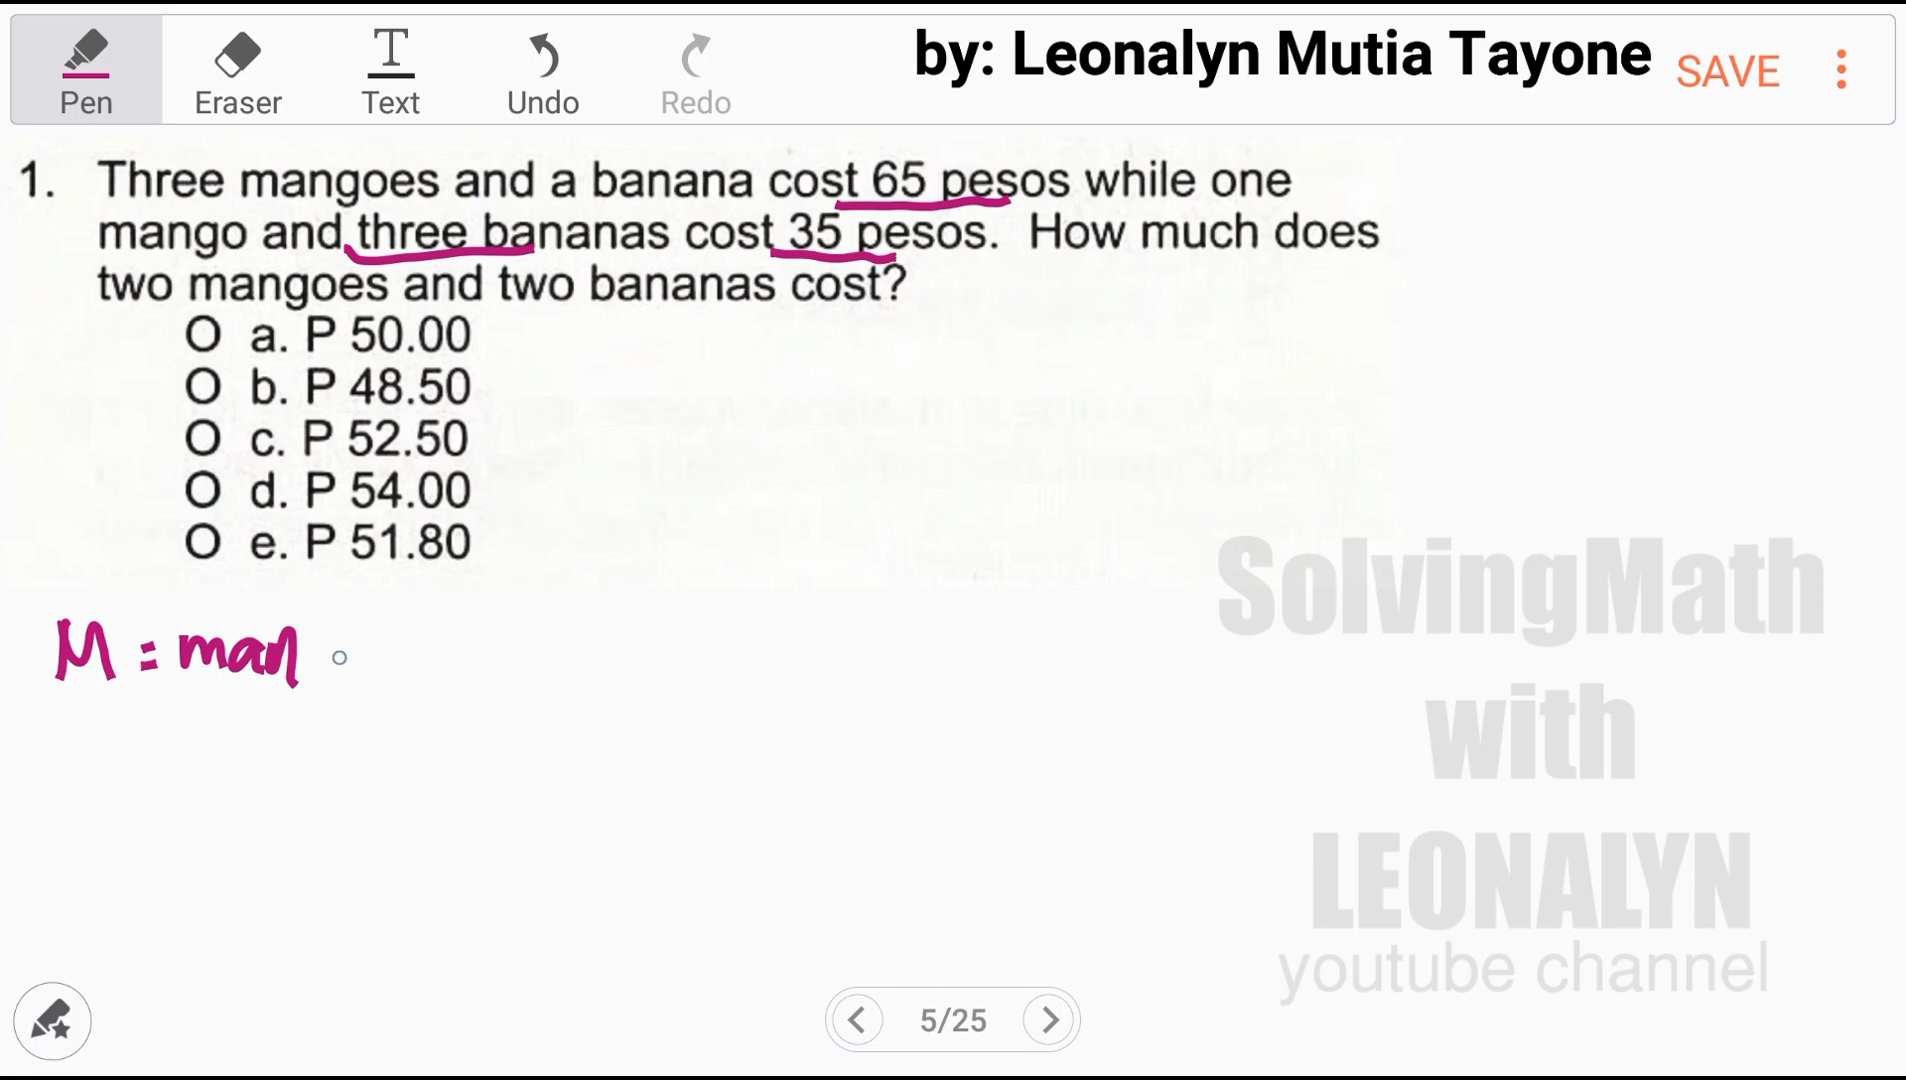 by: Leonalyn Mutia Tayone
SAVE
Pen Eraser Text Undo Redo
1. Three mangoes and a banana cost 65 pesos while one
mango and three bananas cost 35 pesos. How much does
two mangoes and two bananas cost?
O a. P 50.00
O b. P 48.50
O c. P 52.50
O d. P 54.00
O e. P 51.80
M = man
SolvingMath
with
LEONALYN
youtube channel
5/25